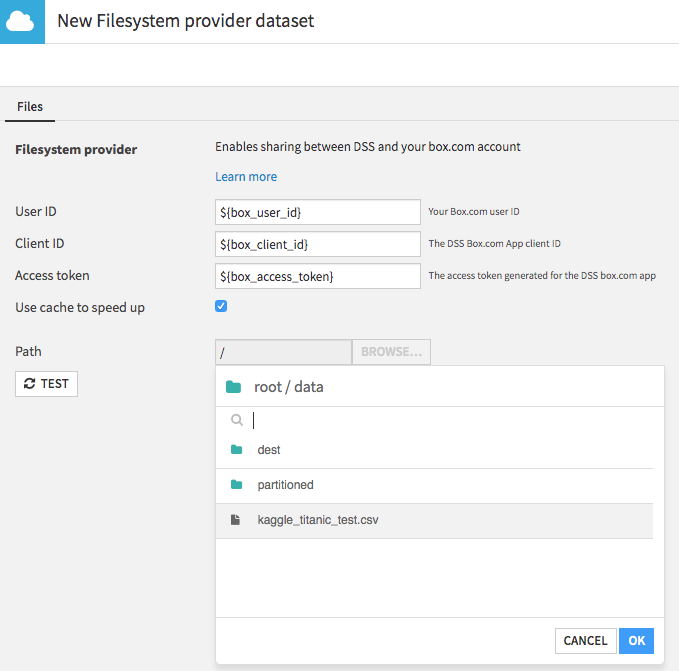 New Filesystem provider dataset
Files
Filesystem provider
Enables sharing between DSS and your box.com account
Learn more
User ID
${box_user_id}
Your Box.com user ID
Client ID
${box_client_id}
The DSS Box.com App client ID
Access token
${box_access_token}
The access token generated for the DSS box.com app
Use cache to speed up
Path
/
BROWSE...
TEST
root / data
dest
partitioned
kaggle_titanic_test.csv
CANCEL
OK